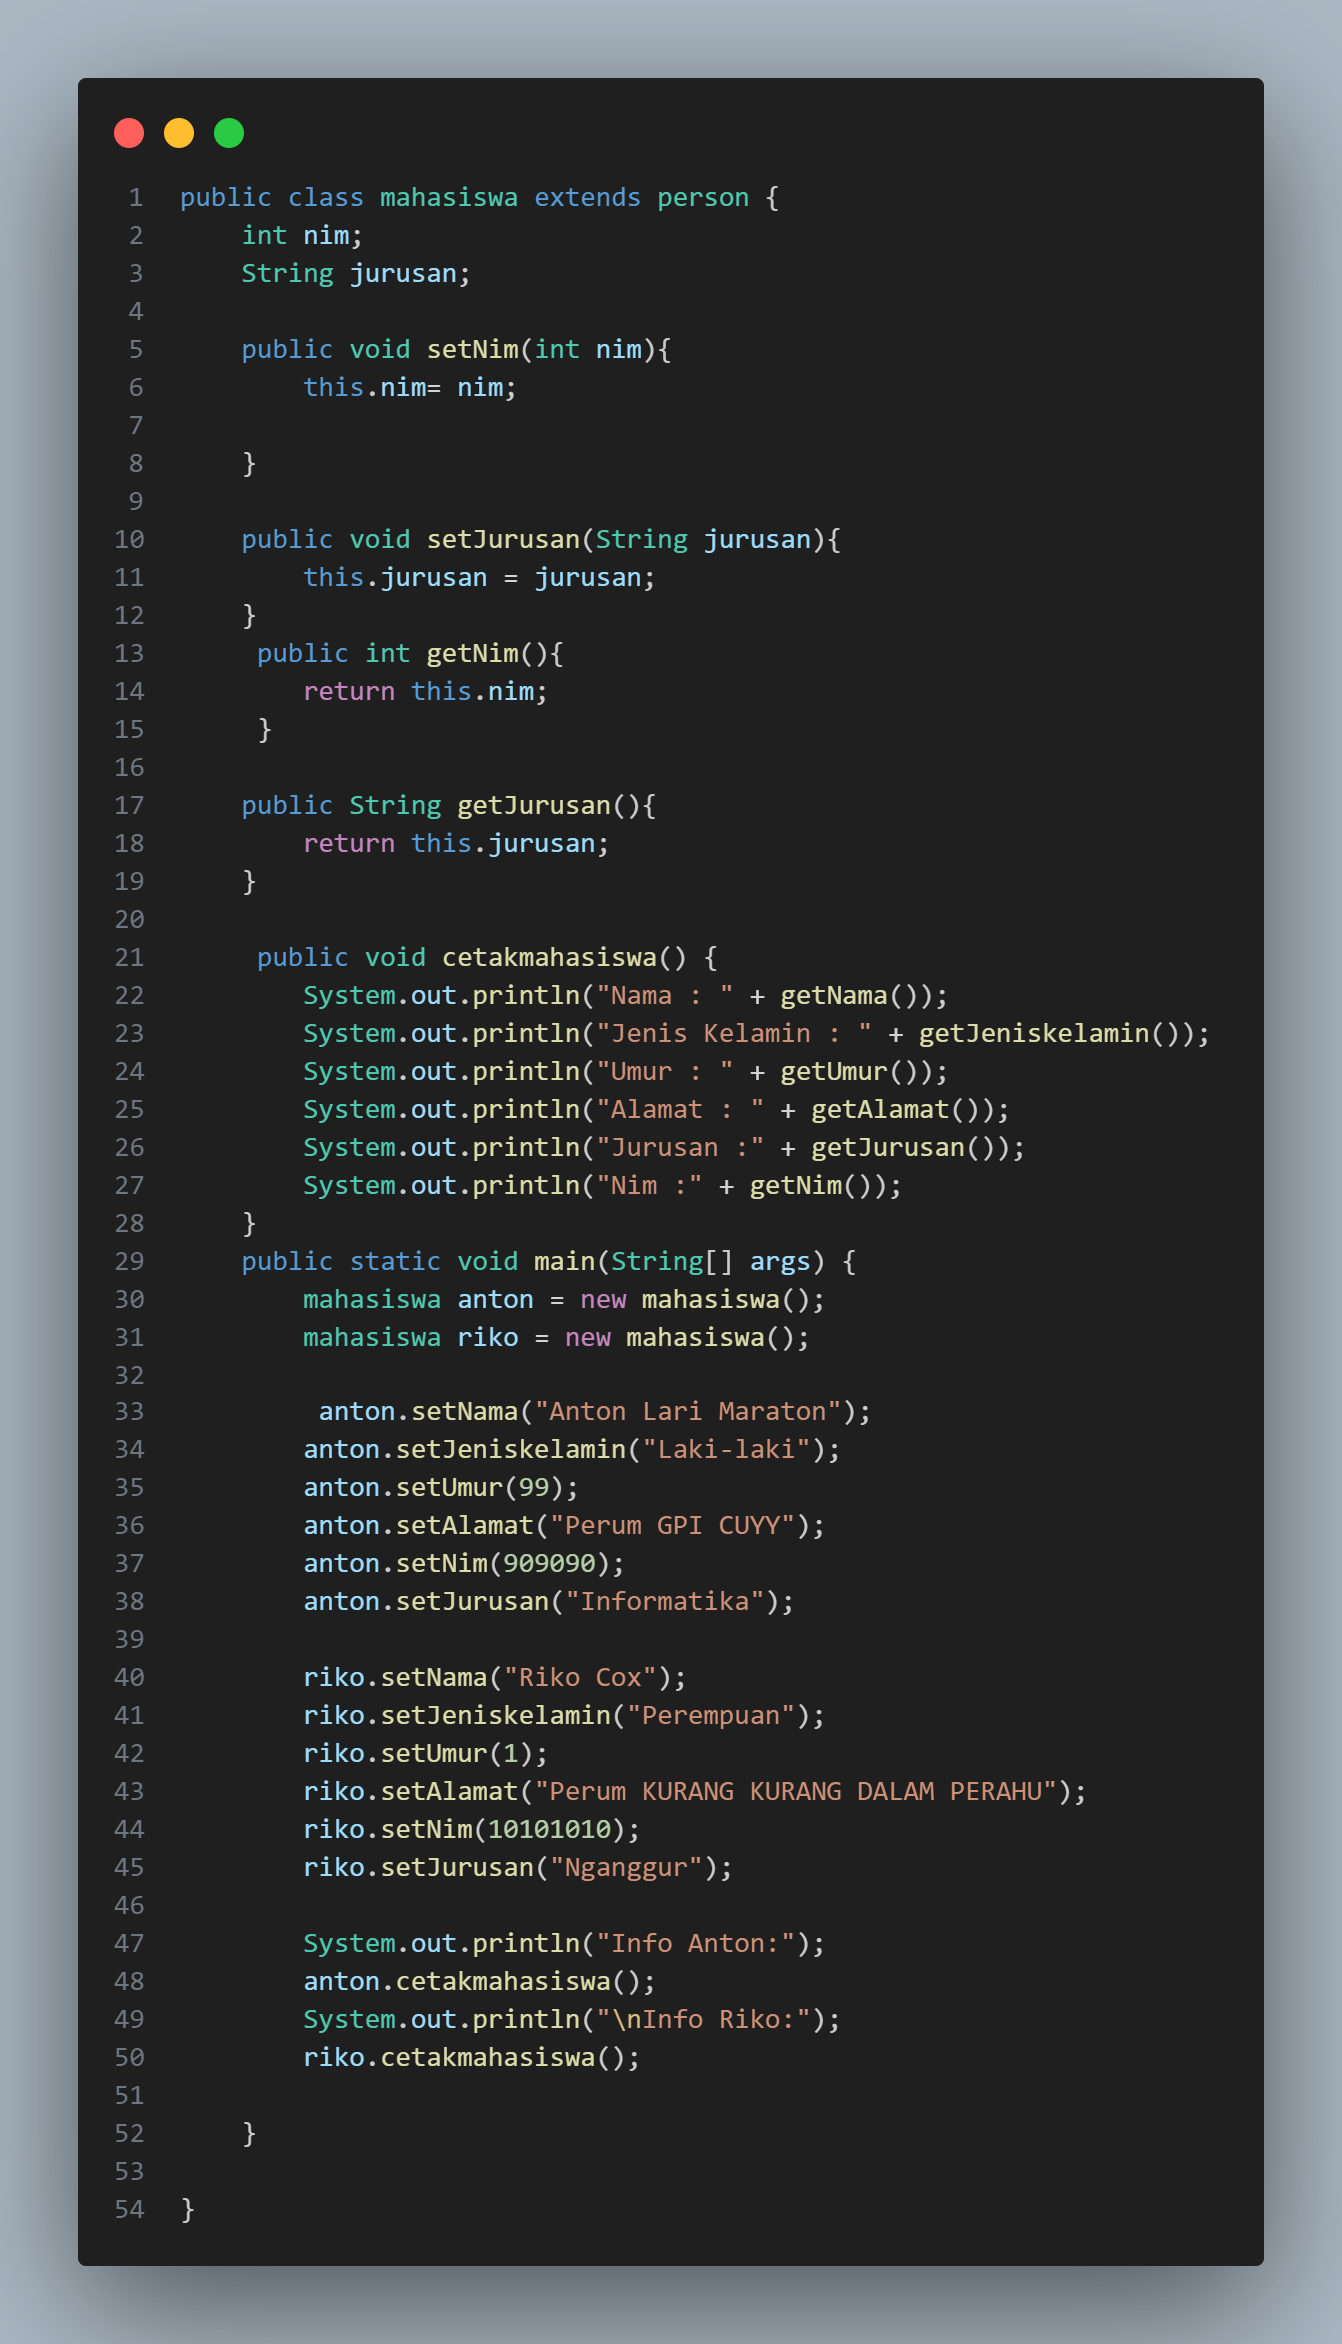 1 public class mahasiswa extends person {
2     int nim;
3     String jurusan;
4
5     public void setNim(int nim){
6         this.nim= nim;
7
8     }
9
10     public void setJurusan(String jurusan){
11         this.jurusan = jurusan;
12     }
13      public int getNim(){
14         return this.nim;
15      }
16
17     public String getJurusan(){
18         return this.jurusan;
19     }
20
21      public void cetakmahasiswa() {
22         System.out.println("Nama : " + getNama());
23         System.out.println("Jenis Kelamin : " + getJeniskelamin());
24         System.out.println("Umur : " + getUmur());
25         System.out.println("Alamat : " + getAlamat());
26         System.out.println("Jurusan :" + getJurusan());
27         System.out.println("Nim :" + getNim());
28     }
29     public static void main(String[] args) {
30         mahasiswa anton = new mahasiswa();
31         mahasiswa riko = new mahasiswa();
32
33          anton.setNama("Anton Lari Maraton");
34         anton.setJeniskelamin("Laki-laki");
35         anton.setUmur(99);
36         anton.setAlamat("Perum GPI CUYY");
37         anton.setNim(909090);
38         anton.setJurusan("Informatika");
39
40         riko.setNama("Riko Cox");
41         riko.setJeniskelamin("Perempuan");
42         riko.setUmur(1);
43         riko.setAlamat("Perum KURANG KURANG DALAM PERAHU");
44         riko.setNim(10101010);
45         riko.setJurusan("Nganggur");
46
47         System.out.println("Info Anton:");
48         anton.cetakmahasiswa();
49         System.out.println("\nInfo Riko:");
50         riko.cetakmahasiswa();
51
52     }
53
54 }